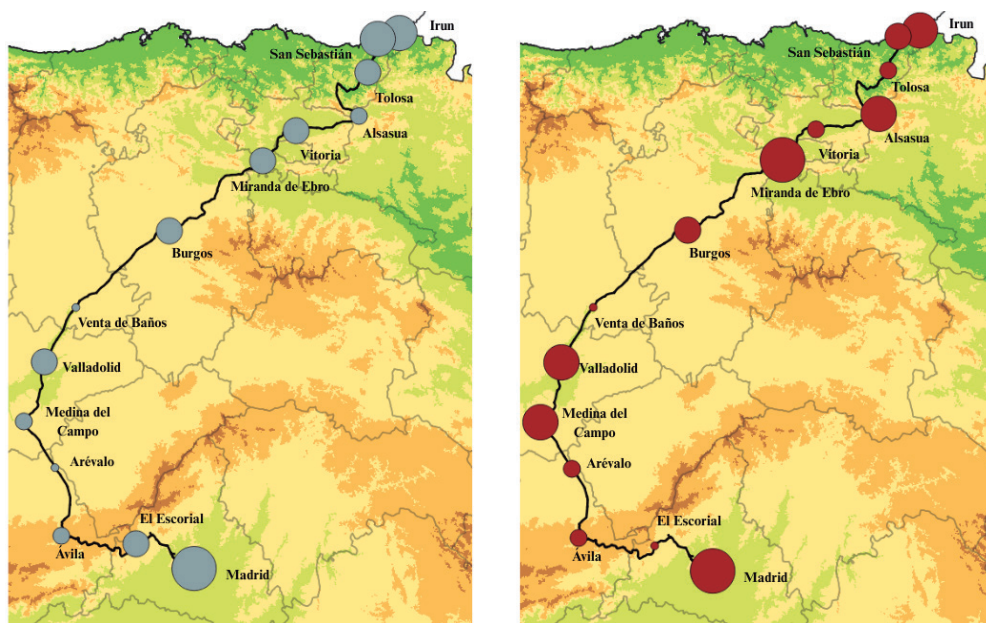 Irun
San Sebastián
Tolosa
Alsasua
Vitoria
Miranda de Ebro
Burgos
Venta de Baños
Valladolid
Medina del
Campo
Arévalo
El Escorial
Ávila
Madrid
Irun
San Sebastián
Tolosa
Alsasua
Vitoria
Miranda de Ebro
Burgos
Venta de Baños
Valladolid
Medina del
Campo
Arévalo
El Escorial
Ávila
Madrid